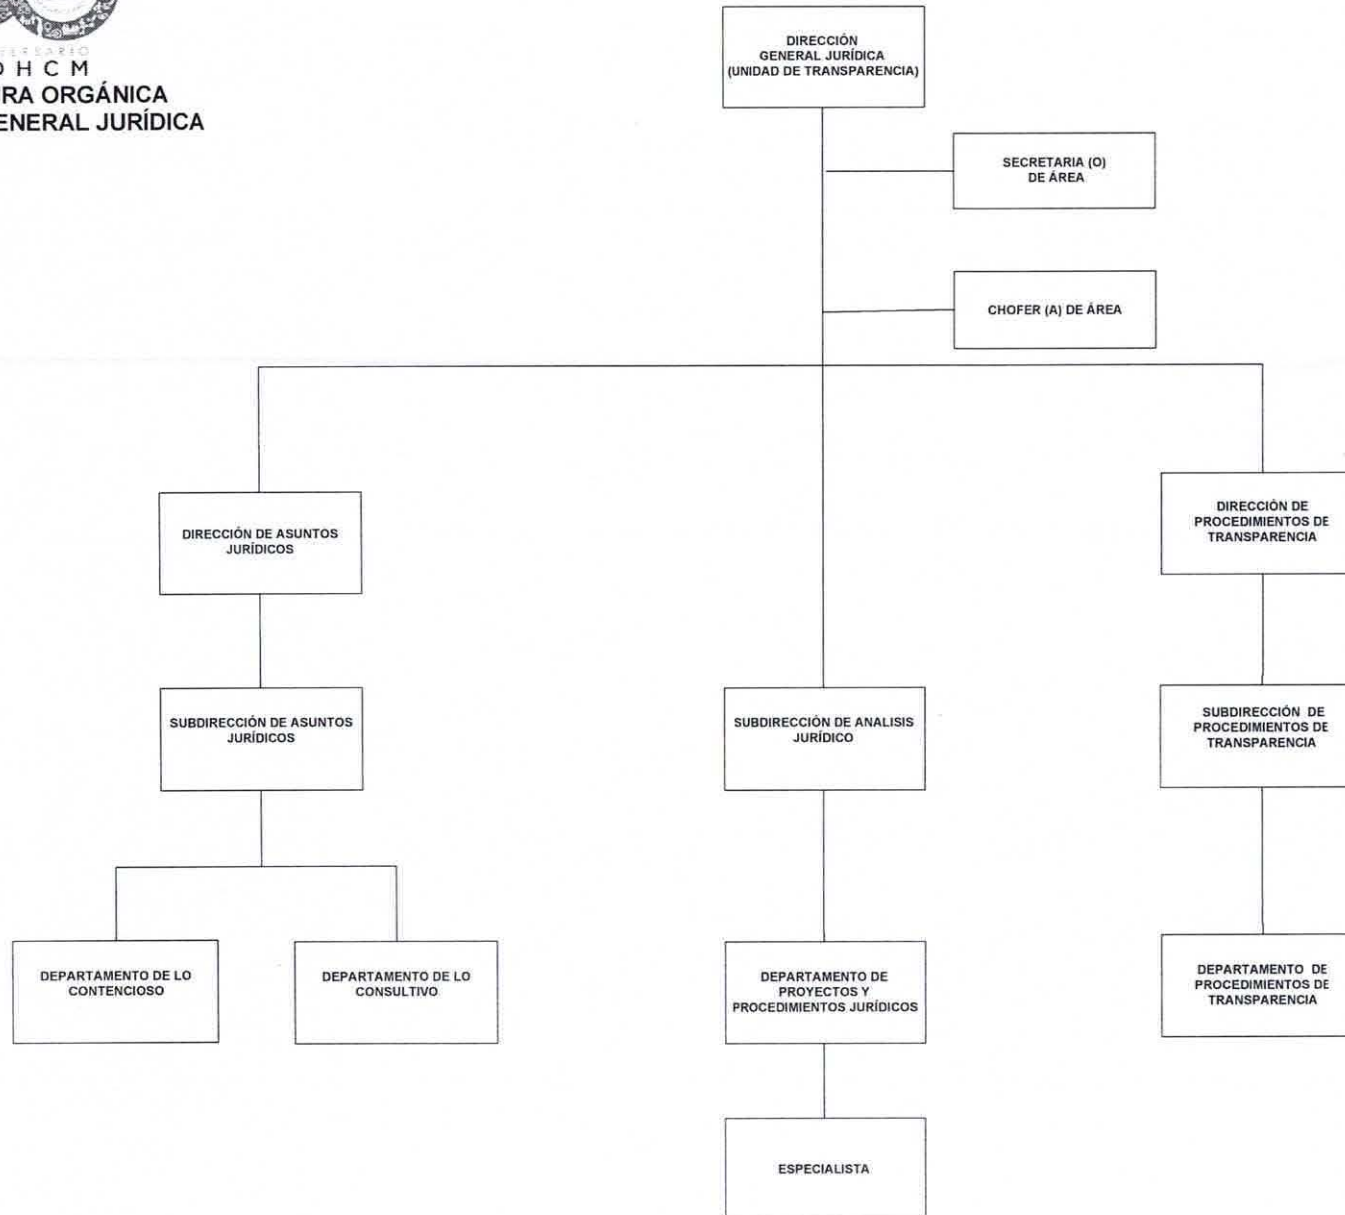 D H C M
RA ORGÁNICA
ENERAL JURÍDICA
DIRECCIÓN
GENERAL JURÍDICA
(UNIDAD DE TRANSPARENCIA)
SECRETARIA (O)
DE ÁREA
CHOFER (A) DE ÁREA
DIRECCIÓN DE ASUNTOS
JURÍDICOS
DIRECCIÓN DE
PROCEDIMIENTOS DE
TRANSPARENCIA
SUBDIRECCIÓN DE ASUNTOS
JURÍDICOS
SUBDIRECCIÓN DE ANALISIS
JURÍDICO
SUBDIRECCIÓN DE
PROCEDIMIENTOS DE
TRANSPARENCIA
DEPARTAMENTO DE LO
CONTENCIOSO
DEPARTAMENTO DE LO
CONSULTIVO
DEPARTAMENTO DE
PROYECTOS Y
PROCEDIMIENTOS JURÍDICOS
DEPARTAMENTO DE
PROCEDIMIENTOS DE
TRANSPARENCIA
ESPECIALISTA